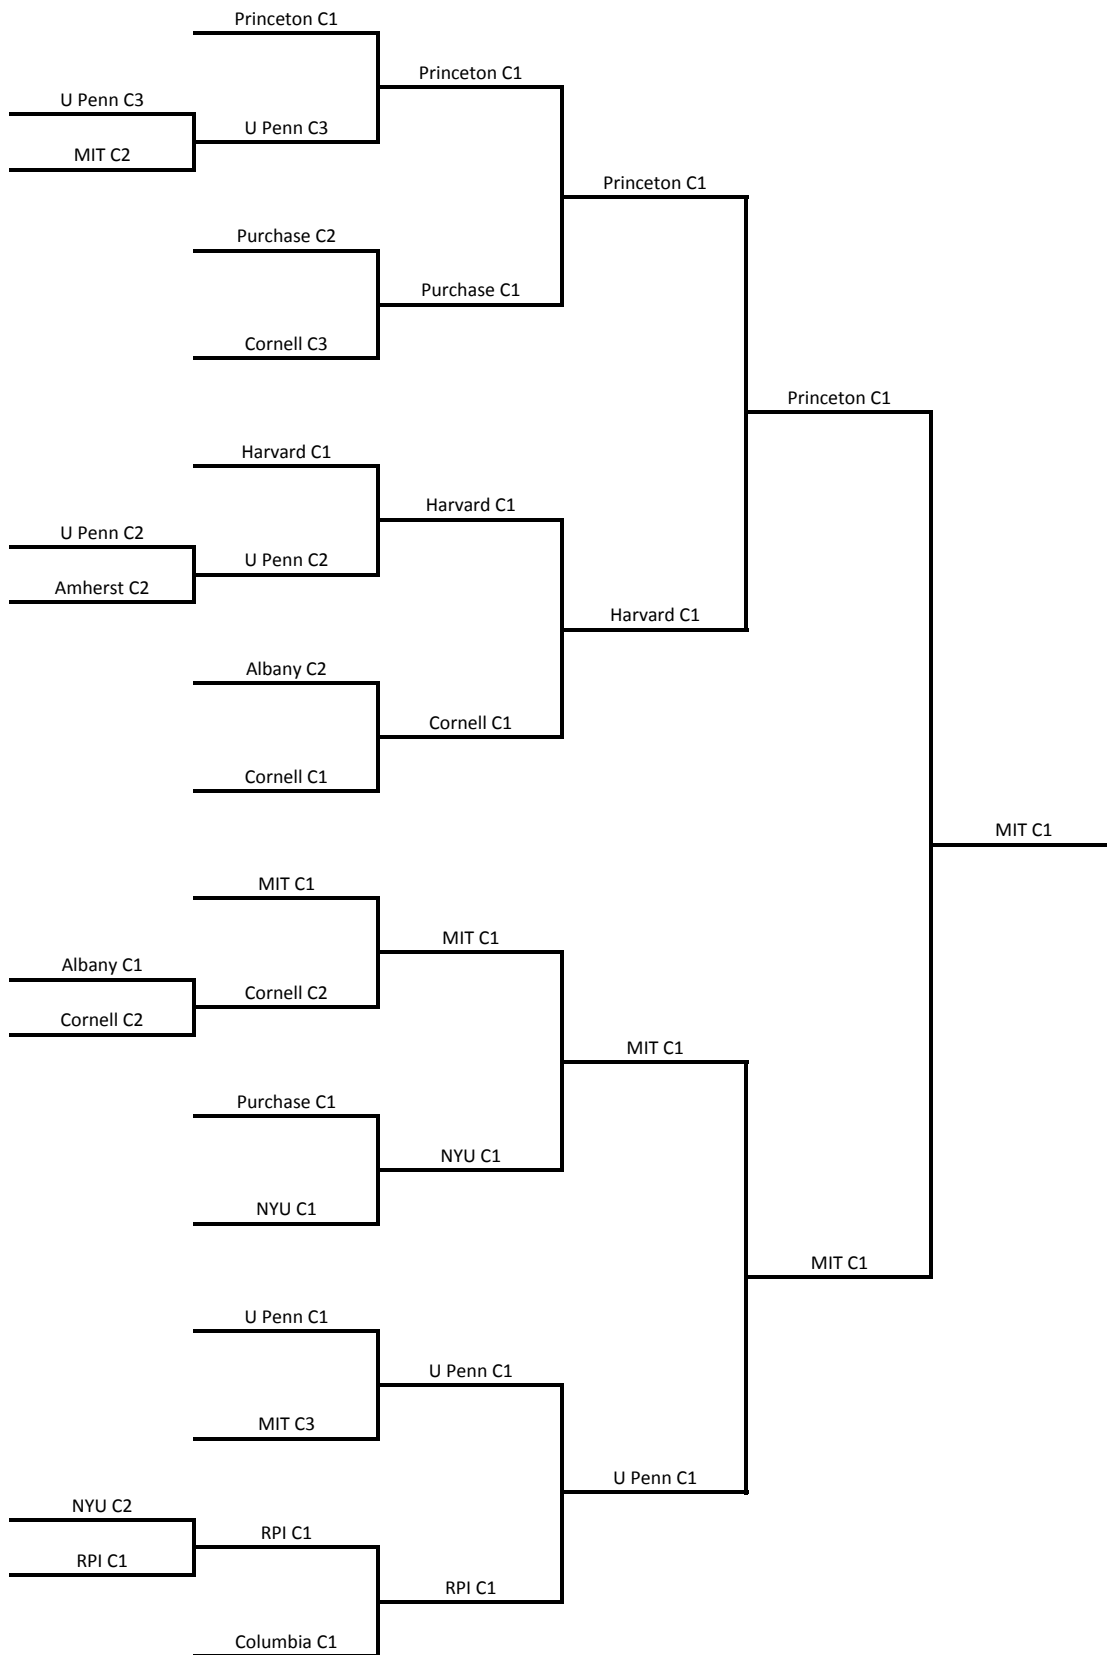 Princeton C1
Princeton C1
U Penn C3
U Penn C3
MIT C2
Princeton C1
Purchase C2
Purchase C1
Cornell C3
Princeton C1
Harvard C1
Harvard C1
U Penn C2
U Penn C2
Amherst C2
Harvard C1
Albany C2
Cornell C1
Cornell C1
MIT C1
MIT C1
MIT C1
Albany C1
Cornell C2
Cornell C2
MIT C1
Purchase C1
NYU C1
NYU C1
MIT C1
U Penn C1
U Penn C1
MIT C3
U Penn C1
NYU C2
RPI C1
RPI C1
RPI C1
Columbia C1